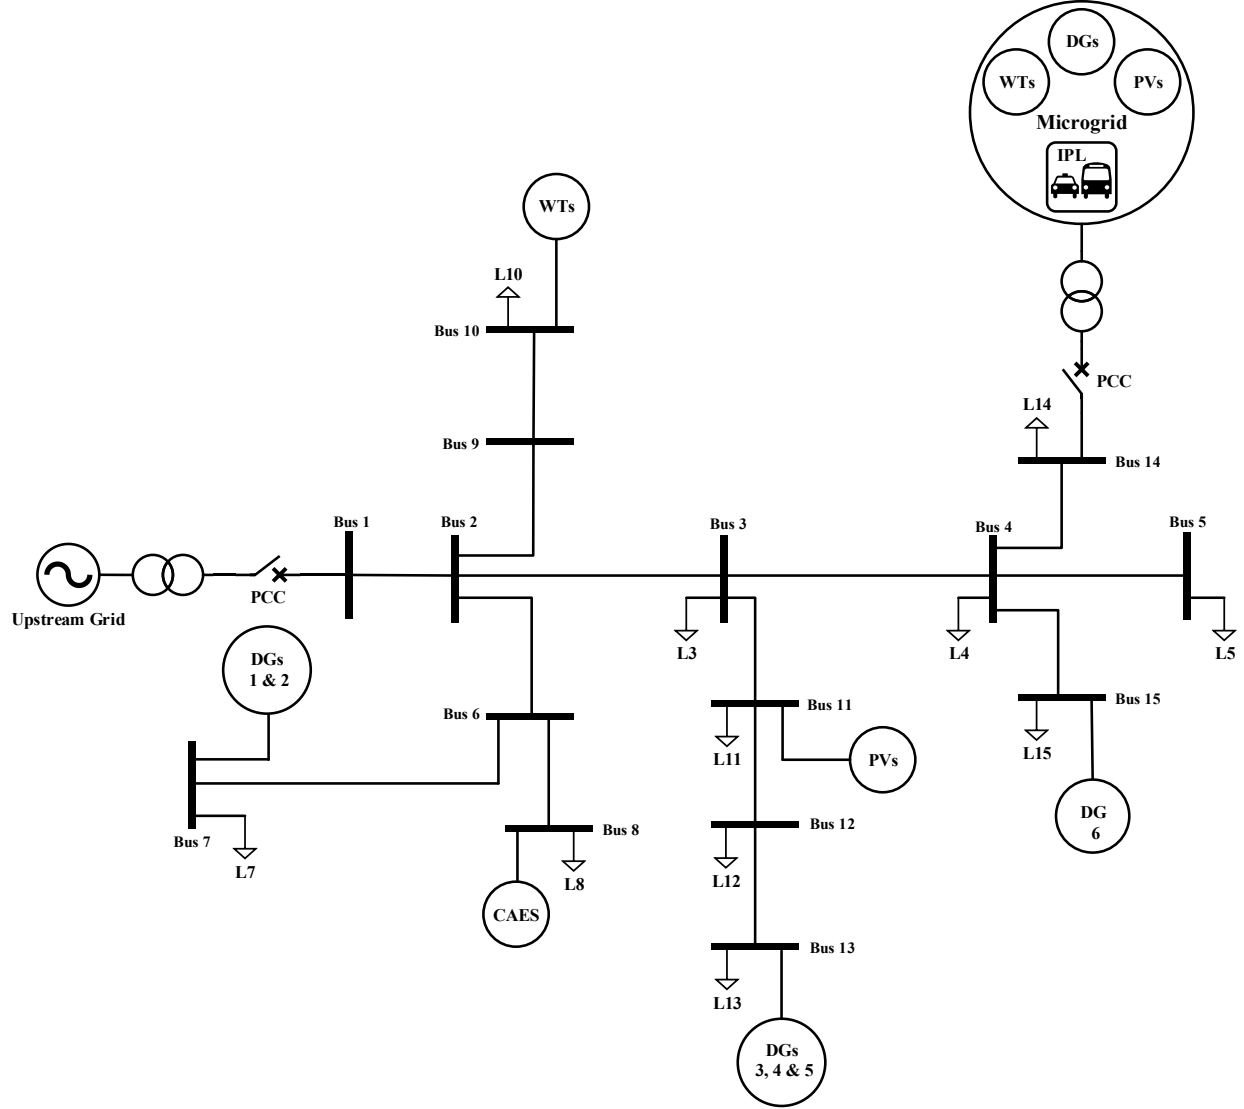 DGs
WTs
PVs
Microgrid
IPL
WTs
L10
Bus 10
PCC
L14
Bus 9
Bus 14
Bus 1
Bus 2
Bus 3
Bus 4
Bus 5
PCC
Upstream Grid
L3
L4
L5
DGs
1 & 2
Bus 6
Bus 11
Bus 15
L11
PVs
L15
Bus 7
L7
Bus 8
L8
Bus 12
DG
6
L12
CAES
Bus 13
L13
DGs
3, 4 & 5